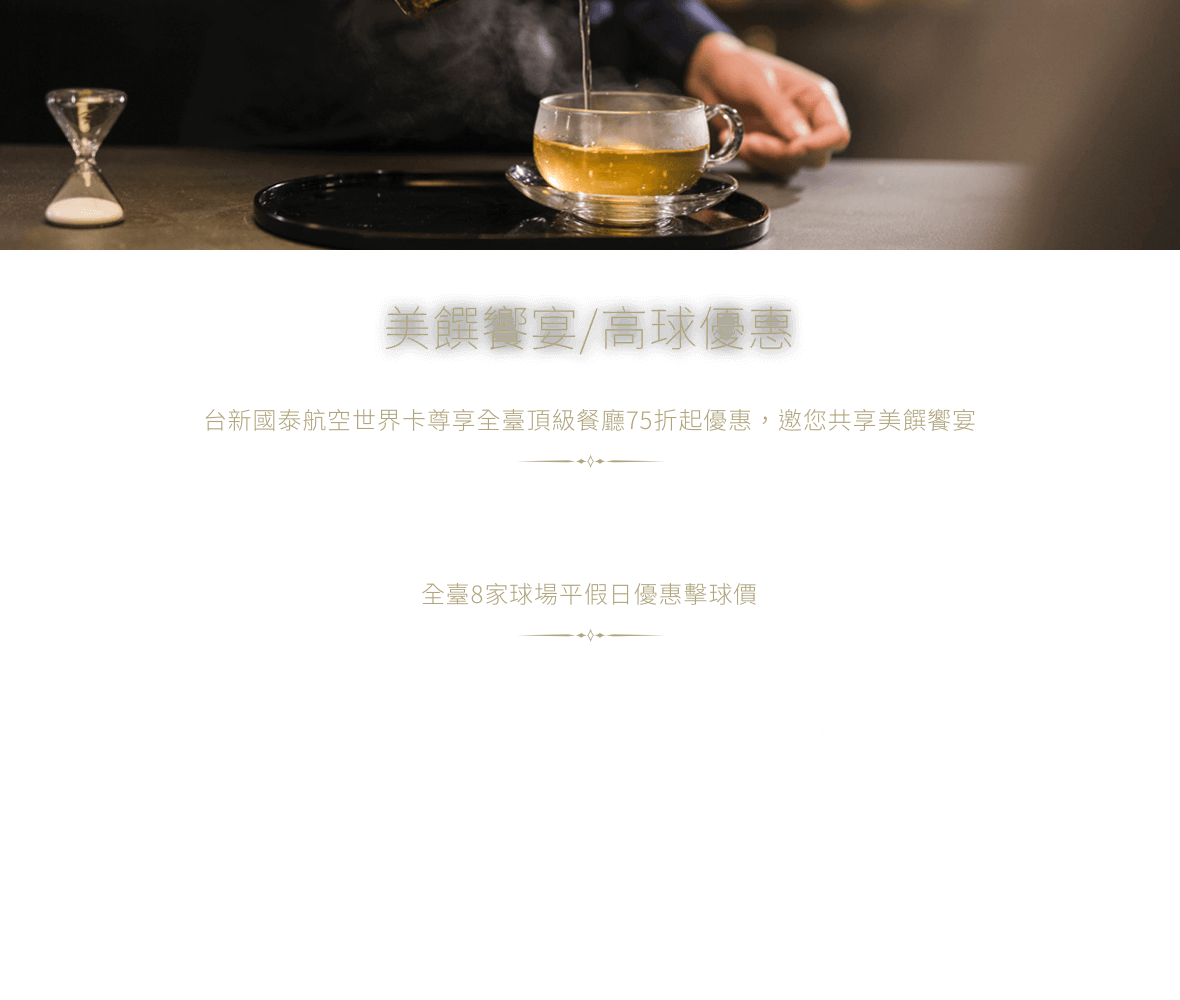 美饌饗宴/高球優惠
台新國泰航空世界卡尊享全臺頂級餐廳75折起優惠，邀您共享美饌饗宴
全臺8家球場平假日優惠擊球價